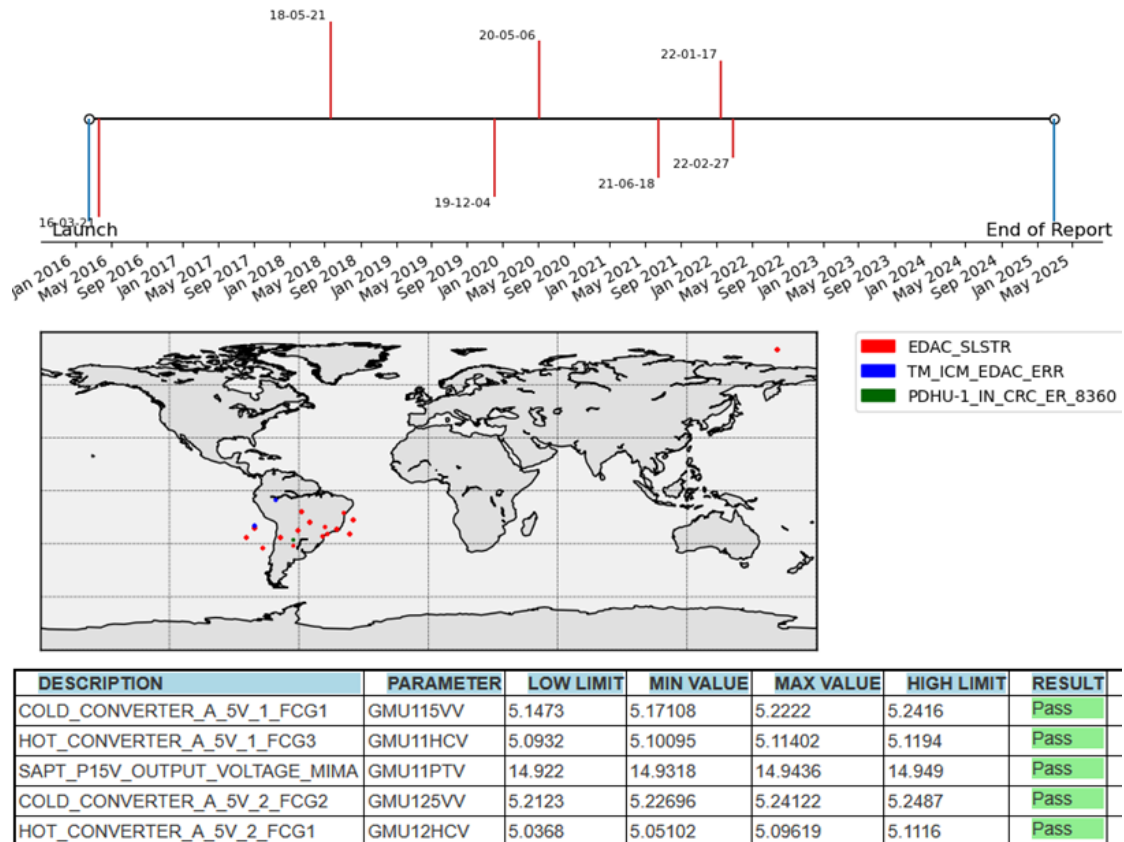 18-05-21
20-05-06
22-01-17
22-02-27
21-06-18
19-12-04
16-03-21
Launch
End of Report
Jan 2016
May 2016
Sep 2016
Jan 2017
May 2017
Sep 2017
Jan 2018
May 2018
Sep 2018
Jan 2019
May 2019
Sep 2019
Jan 2020
May 2020
Sep 2020
Jan 2021
May 2021
Sep 2021
Jan 2022
May 2022
Sep 2022
Jan 2023
May 2023
Sep 2023
Jan 2024
May 2024
Sep 2024
Jan 2025
May 2025
EDAC_SLSTR
TM_ICM_EDAC_ERR
PDHU-1_IN_CRC_ER_8360
DESCRIPTION PARAMETER LOW LIMIT MIN VALUE MAX VALUE HIGH LIMIT RESULT
COLD_CONVERTER_A_5V_1_FCG1 GMU115VV 5.1473 5.17108 5.2222 5.2416 Pass
HOT_CONVERTER_A_5V_1_FCG3 GMU11HCV 5.0932 5.10095 5.11402 5.1194 Pass
SAPT_P15V_OUTPUT_VOLTAGE_MIMA GMU11PTV 14.922 14.9318 14.9436 14.949 Pass
COLD_CONVERTER_A_5V_2_FCG2 GMU125VV 5.2123 5.22696 5.24122 5.2487 Pass
HOT_CONVERTER_A_5V_2_FCG1 GMU12HCV 5.0368 5.05102 5.09619 5.1116 Pass